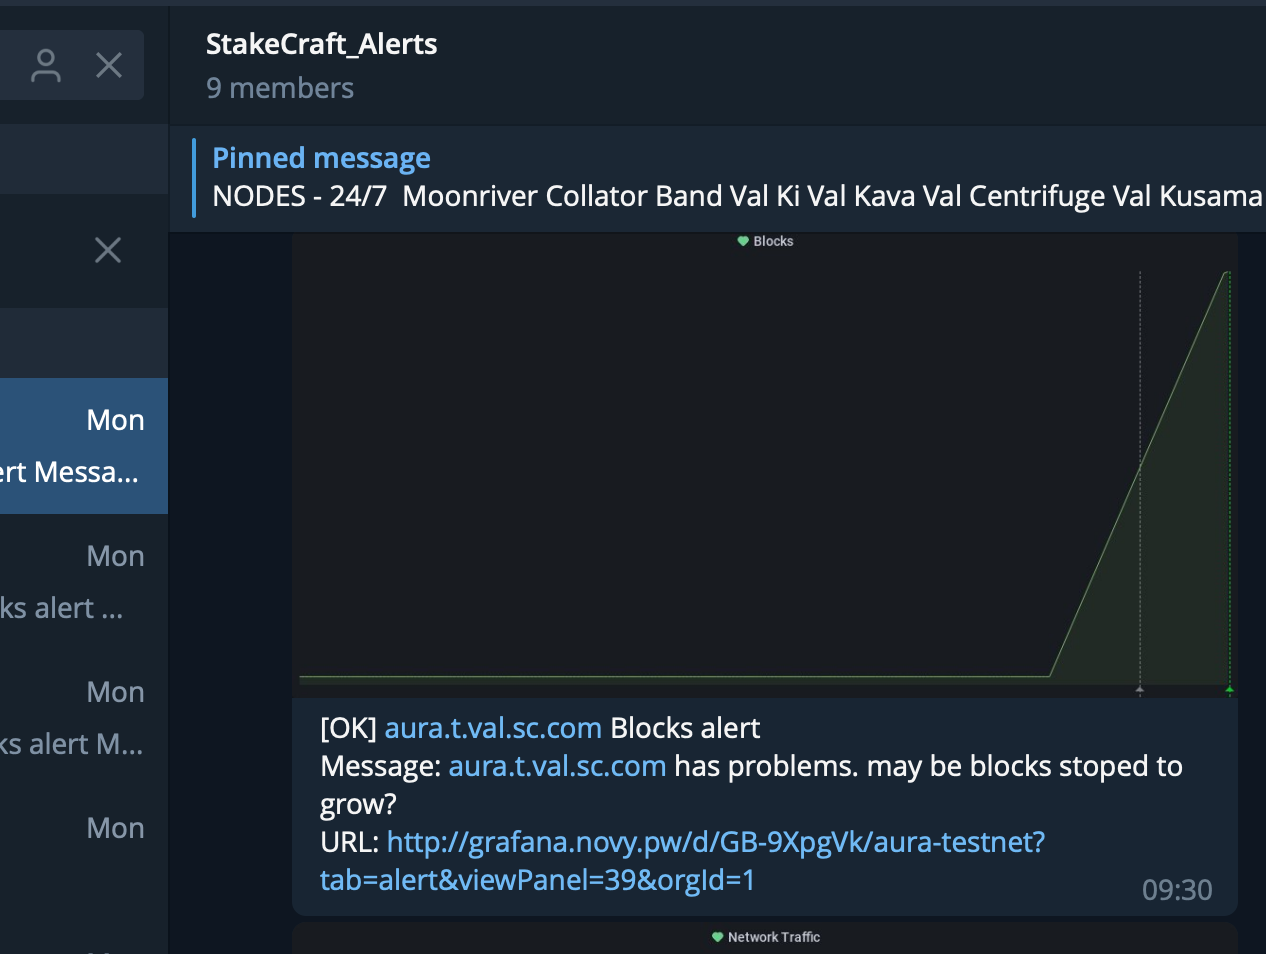 StakeCraft_Alerts
9 members
Pinned message
NODES - 24/7 Moonriver Collator Band Val Ki Val Kava Val Centrifuge Val Kusama
Blocks
Mon
ert Messa...
Mon
ks alert ...
Mon
ks alert M...
Mon
[OK] aura.t.val.sc.com Blocks alert
Message: aura.t.val.sc.com has problems. may be blocks stoped to
grow?
URL: http://grafana.novy.pw/d/GB-9XpgVk/aura-testnet?
tab=alert&viewPanel=39&orgId=1
09:30
Network Traffic